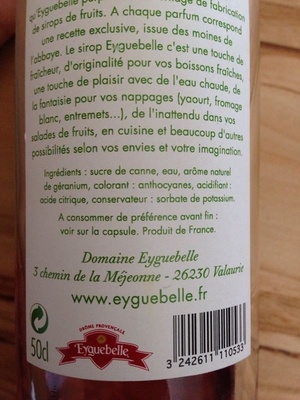 qu'Eyguebelle
de fabrication
de sirops de fruits. A chaque parfum correspond
une recette exclusive, issue des moines de
l'abbaye. Le sirop Eyguebelle c'est une touche de
fraîcheur, d'originalité pour vos boissons fraîches,
une touche de plaisir avec de l'eau chaude, de
la fantaisie pour vos nappages (yaourt, fromage
blanc, entremets...), de l'inattendu dans vos
salades de fruits, en cuisine et beaucoup d'autres
possibilités selon vos envies et votre imagination.
Ingrédients : sucre de canne, eau, arôme naturel
de géranium, colorant : anthocyanes, acidifiant :
acide citrique, conservateur : sorbate de potassium.
A consommer de préférence avant fin :
voir sur la capsule. Produit de France.
Domaine Eyguebelle
3 chemin de la Méjeonne - 26230 Valaurie
www.eyguebelle.fr
50cl
DRÔME PROVENÇALE
Eyguebelle
3 242611 110533